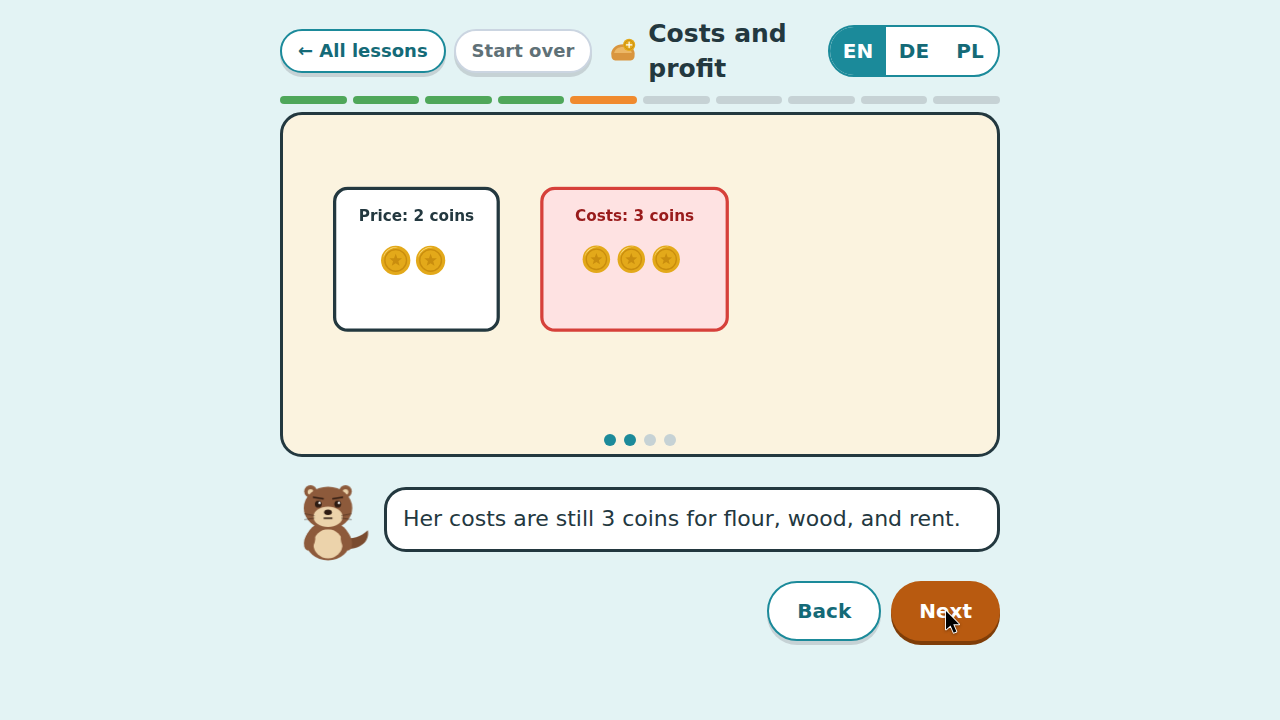 ← All lessons
Start over
Costs and
profit
EN DE PL
Price: 2 coins
Costs: 3 coins
Her costs are still 3 coins for flour, wood, and rent.
Back
Next